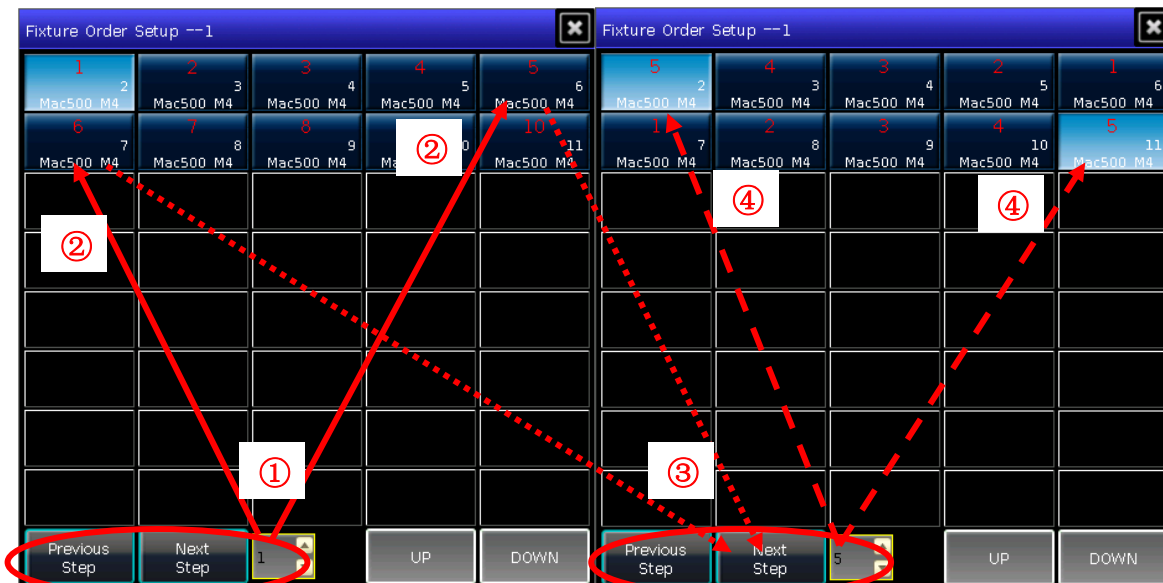 Fixture Order Setup --1
1 2 3 4 5
2 3 4 5 6
Mac500 M4 Mac500 M4 Mac500 M4 Mac500 M4 Mac500 M4
6 7 8 10
7 8 9 0 11
Mac500 M4 Mac500 M4 Mac500 M4 Mac500 M4
②
②
①
Previous Step
Next Step
1
UP
DOWN
Fixture Order Setup --1
5 4 3 2 1
2 3 4 5 6
Mac500 M4 Mac500 M4 Mac500 M4 Mac500 M4 Mac500 M4
1 2 3 4 5
7 8 9 10 11
Mac500 M4 Mac500 M4 Mac500 M4 Mac500 M4 Mac500 M4
④
④
③
Previous Step
Next Step
5
UP
DOWN